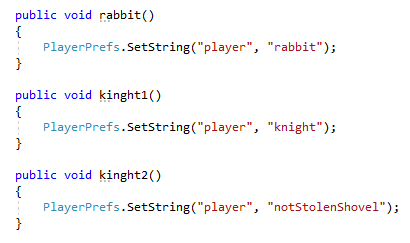 public void rabbit()
{
PlayerPrefs.SetString("player", "rabbit");
}
public void kinght1()
{
PlayerPrefs.SetString("player", "knight");
}
public void kinght2()
{
PlayerPrefs.SetString("player", "notStolenShovel");
}